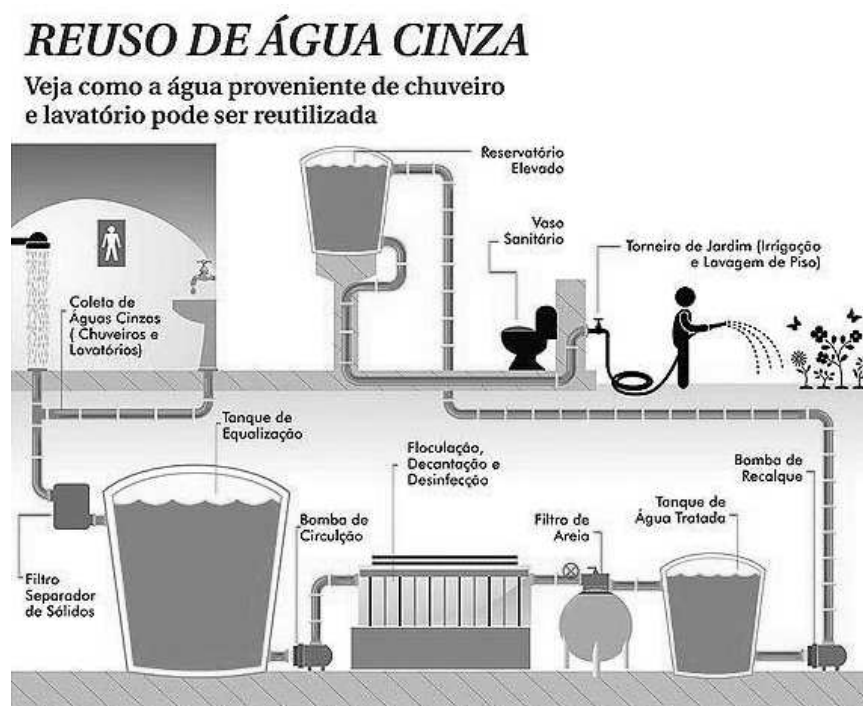 REUSO DE ÁGUA CINZA
Veja como a água proveniente de chuveiro
e lavatório pode ser reutilizada
Reservatório
Elevado
Vaso
Sanitário
Torneira de Jardim (Irrigação
e Lavagem de Piso)
Coleta de
Águas Cinzas
( Chuveiros e
Lavatórios)
Tanque de
Equalização
Floculação,
Decantação e
Desinfecção
Bomba de
Recalque
Tanque de
Água Tratada
Bomba de
Circulção
Filtro de
Areia
Filtro
Separador
de Sólidos